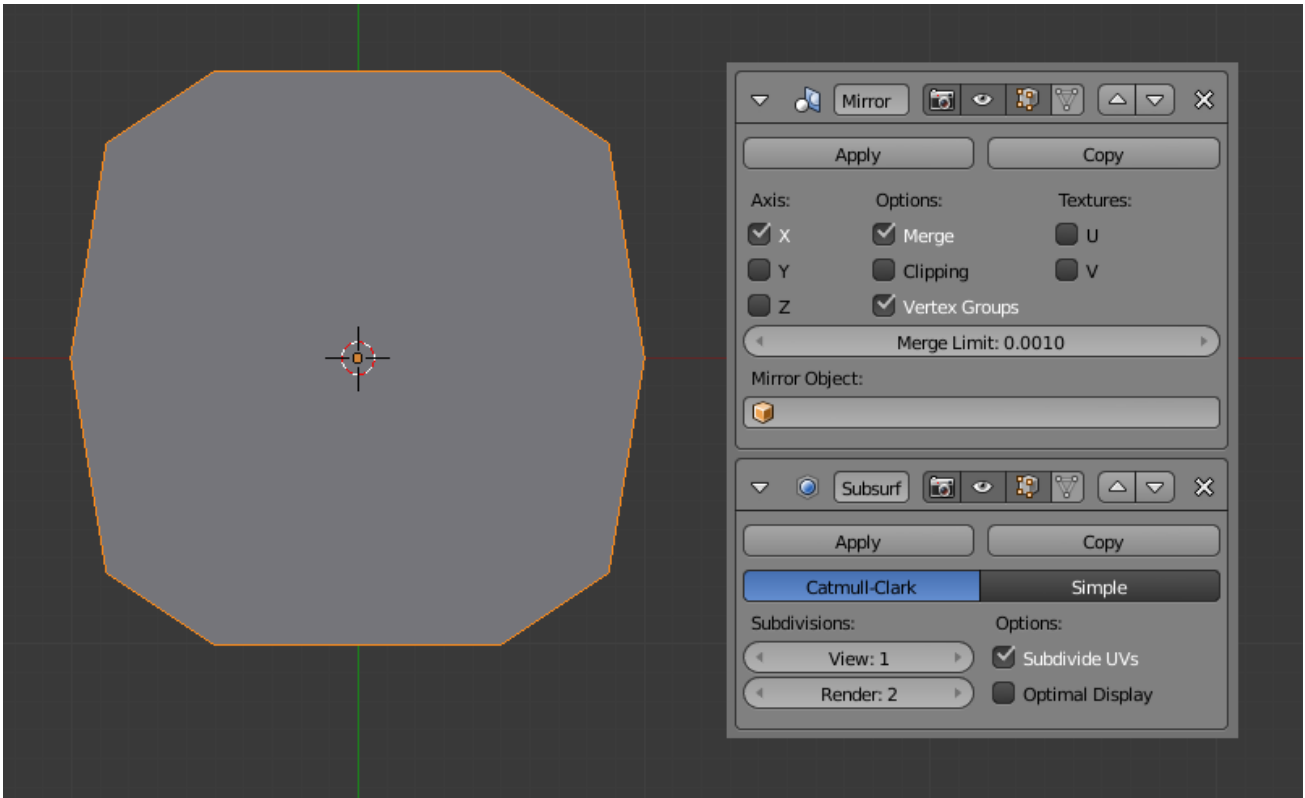 Mirror
Apply Copy
Axis: Options: Textures:
X Merge U
Y Clipping V
Z Vertex Groups
Merge Limit: 0.0010
Mirror Object:
Subsurf
Apply Copy
Catmull-Clark Simple
Subdivisions: Options:
View: 1 Subdivide UVs
Render: 2 Optimal Display